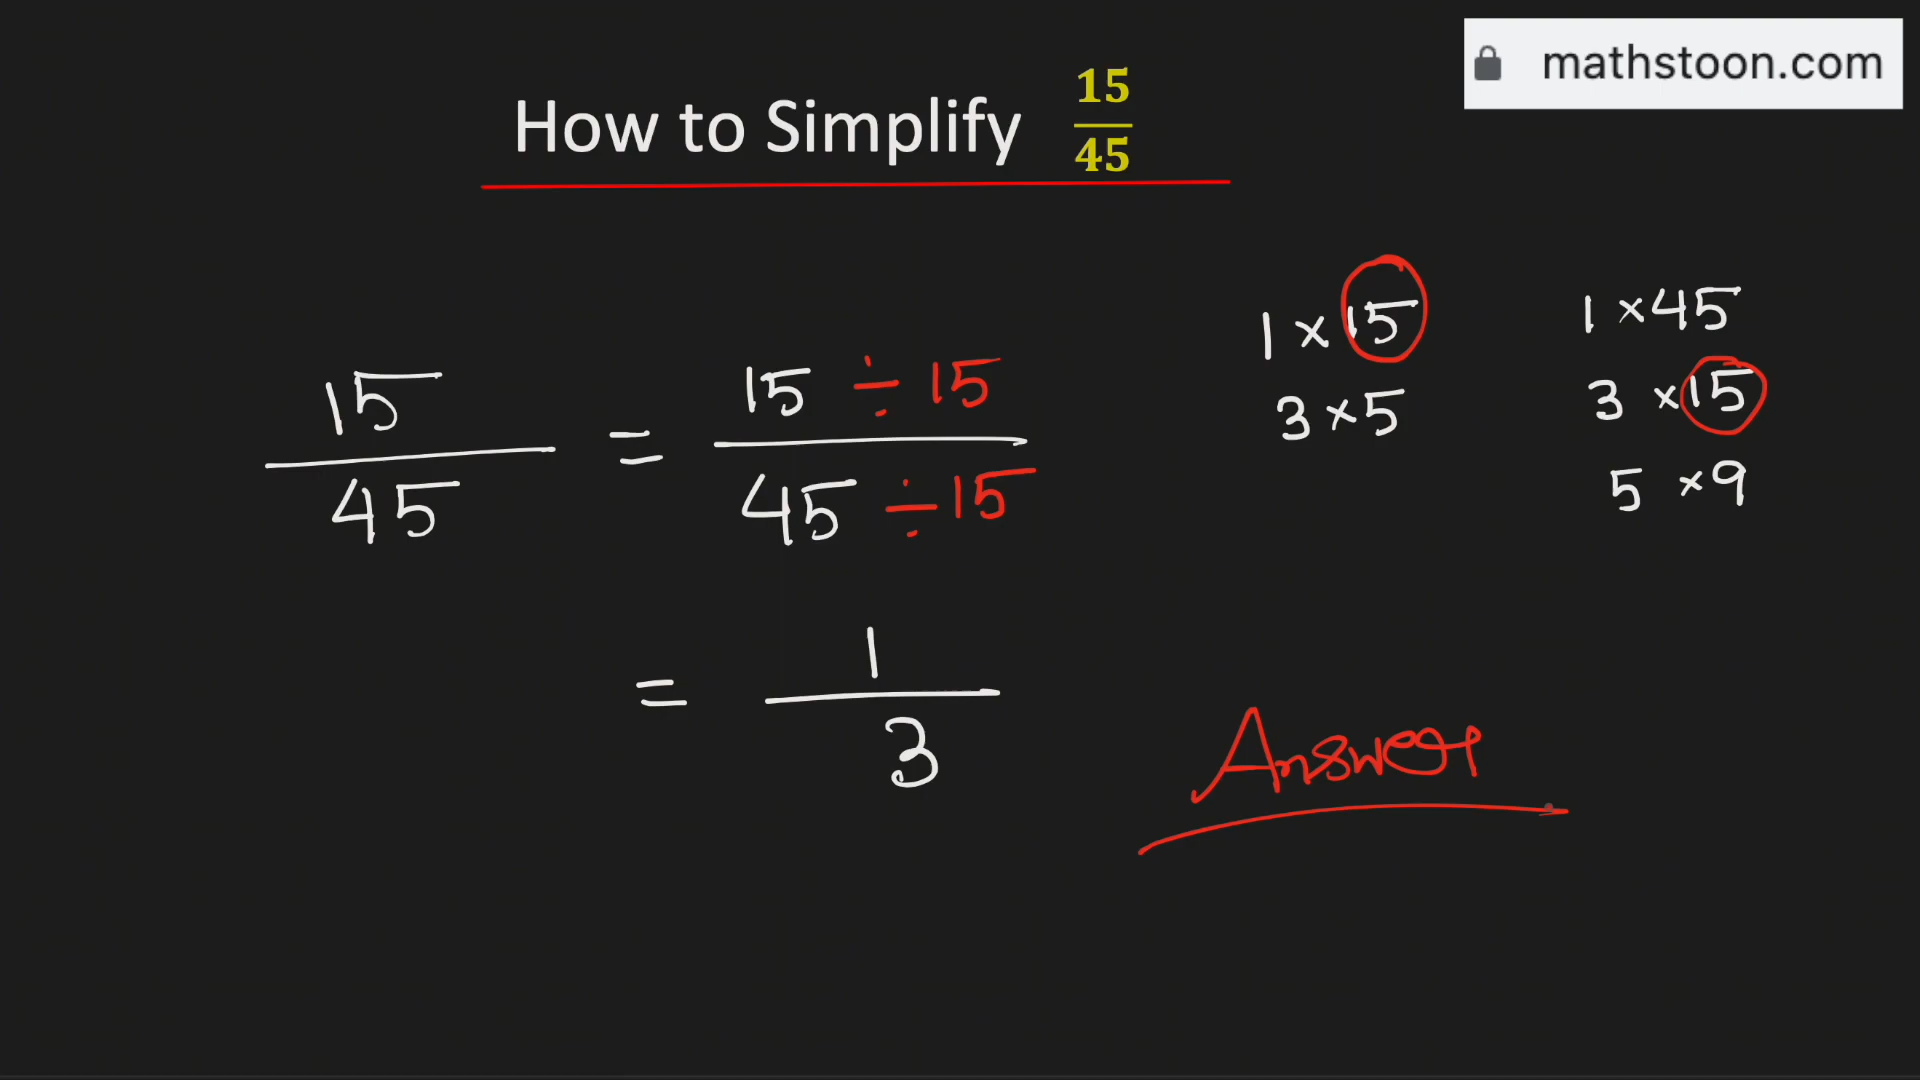 mathstoon.com
How to Simplify 15/45
15/45 = 15 ÷ 15 / 45 ÷ 15
= 1/3
1 × 15
3 × 5
1 × 45
3 × 15
5 × 9
Answer